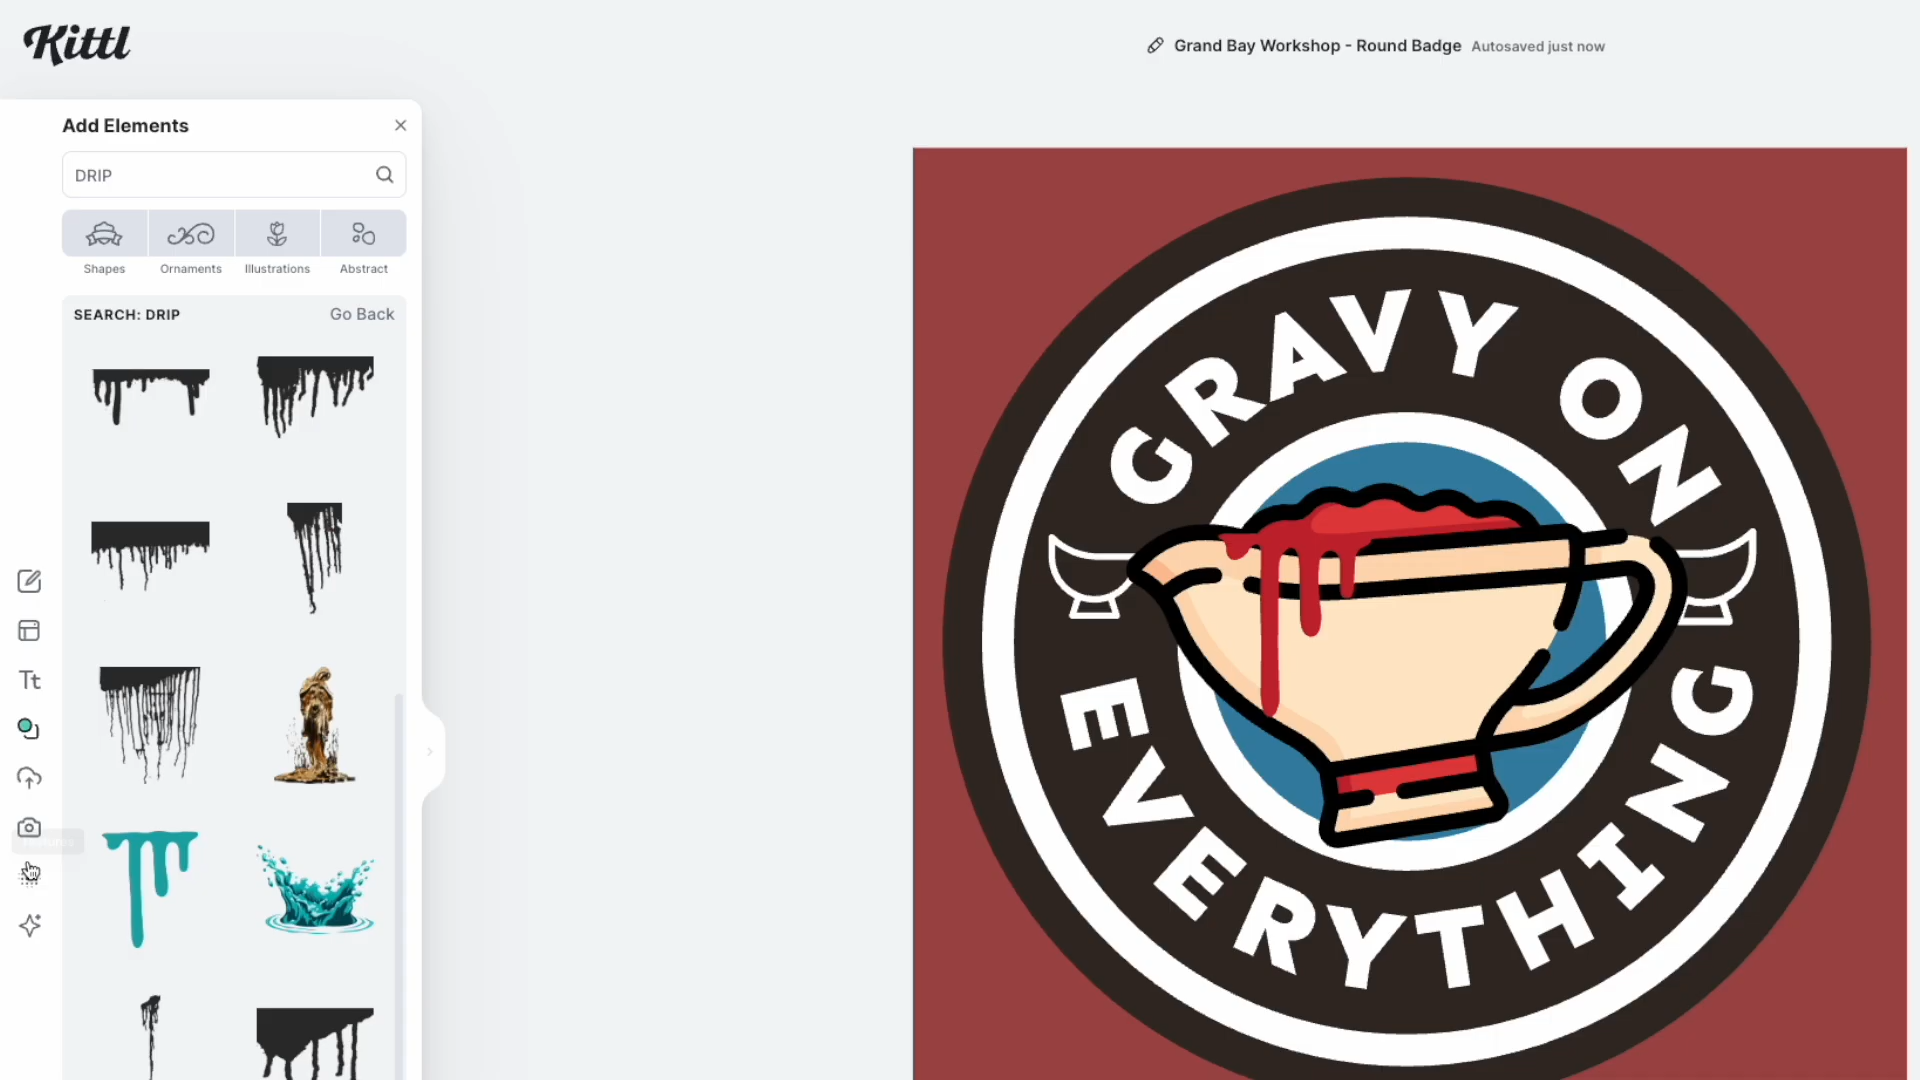 Kittl
Grand Bay Workshop - Round Badge Autosaved just now
Add Elements
DRIP
Shapes Ornaments Illustrations Abstract
SEARCH: DRIP Go Back
Tt
GRAVY ON
EVERYTHING